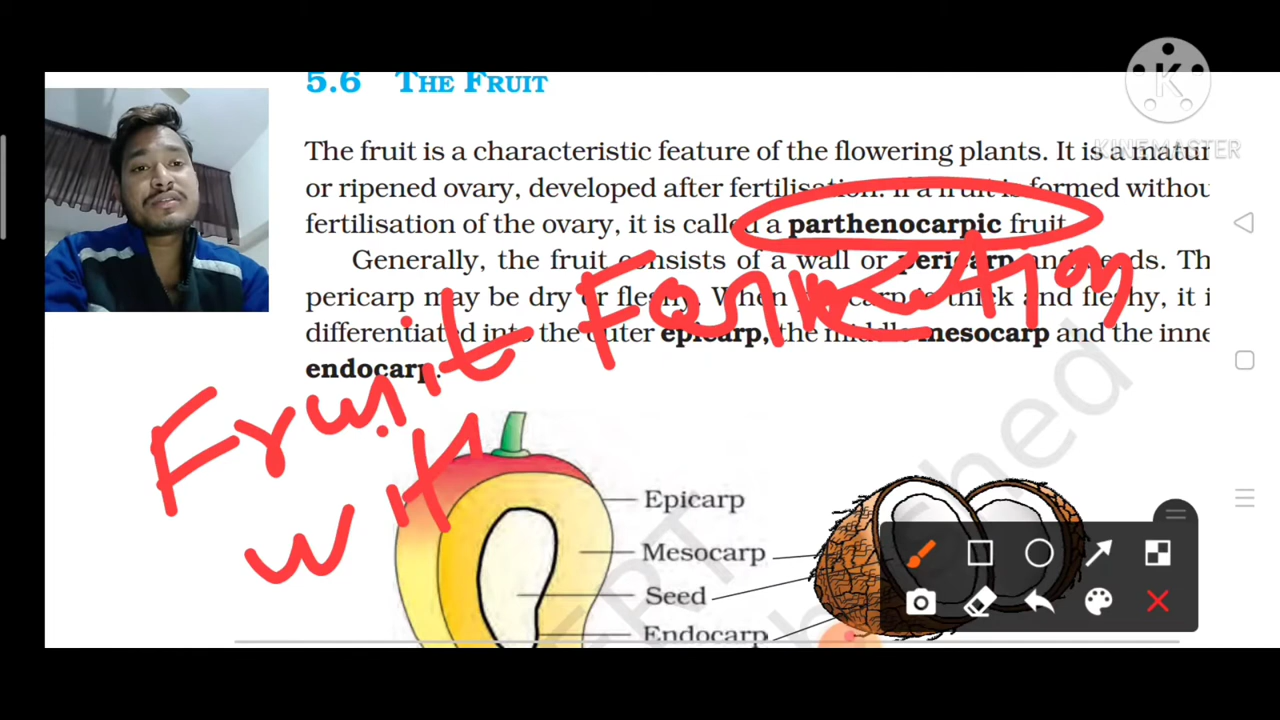 5.6 THE FRUIT
KINEMASTER
The fruit is a characteristic feature of the flowering plants. It is a matur
or ripened ovary, developed after fertilisation. If a fruit is formed withou
fertilisation of the ovary, it is called a parthenocarpic fruit.
Generally, the fruit consists of a wall or pericarp and seeds. Th
pericarp may be dry or fleshy. When pericarp is thick and fleshy, it i
differentiated into the outer epicarp, the middle mesocarp and the inne
endocarp.
Fruit Formation
with
Epicarp
Mesocarp
Seed
Endocarp